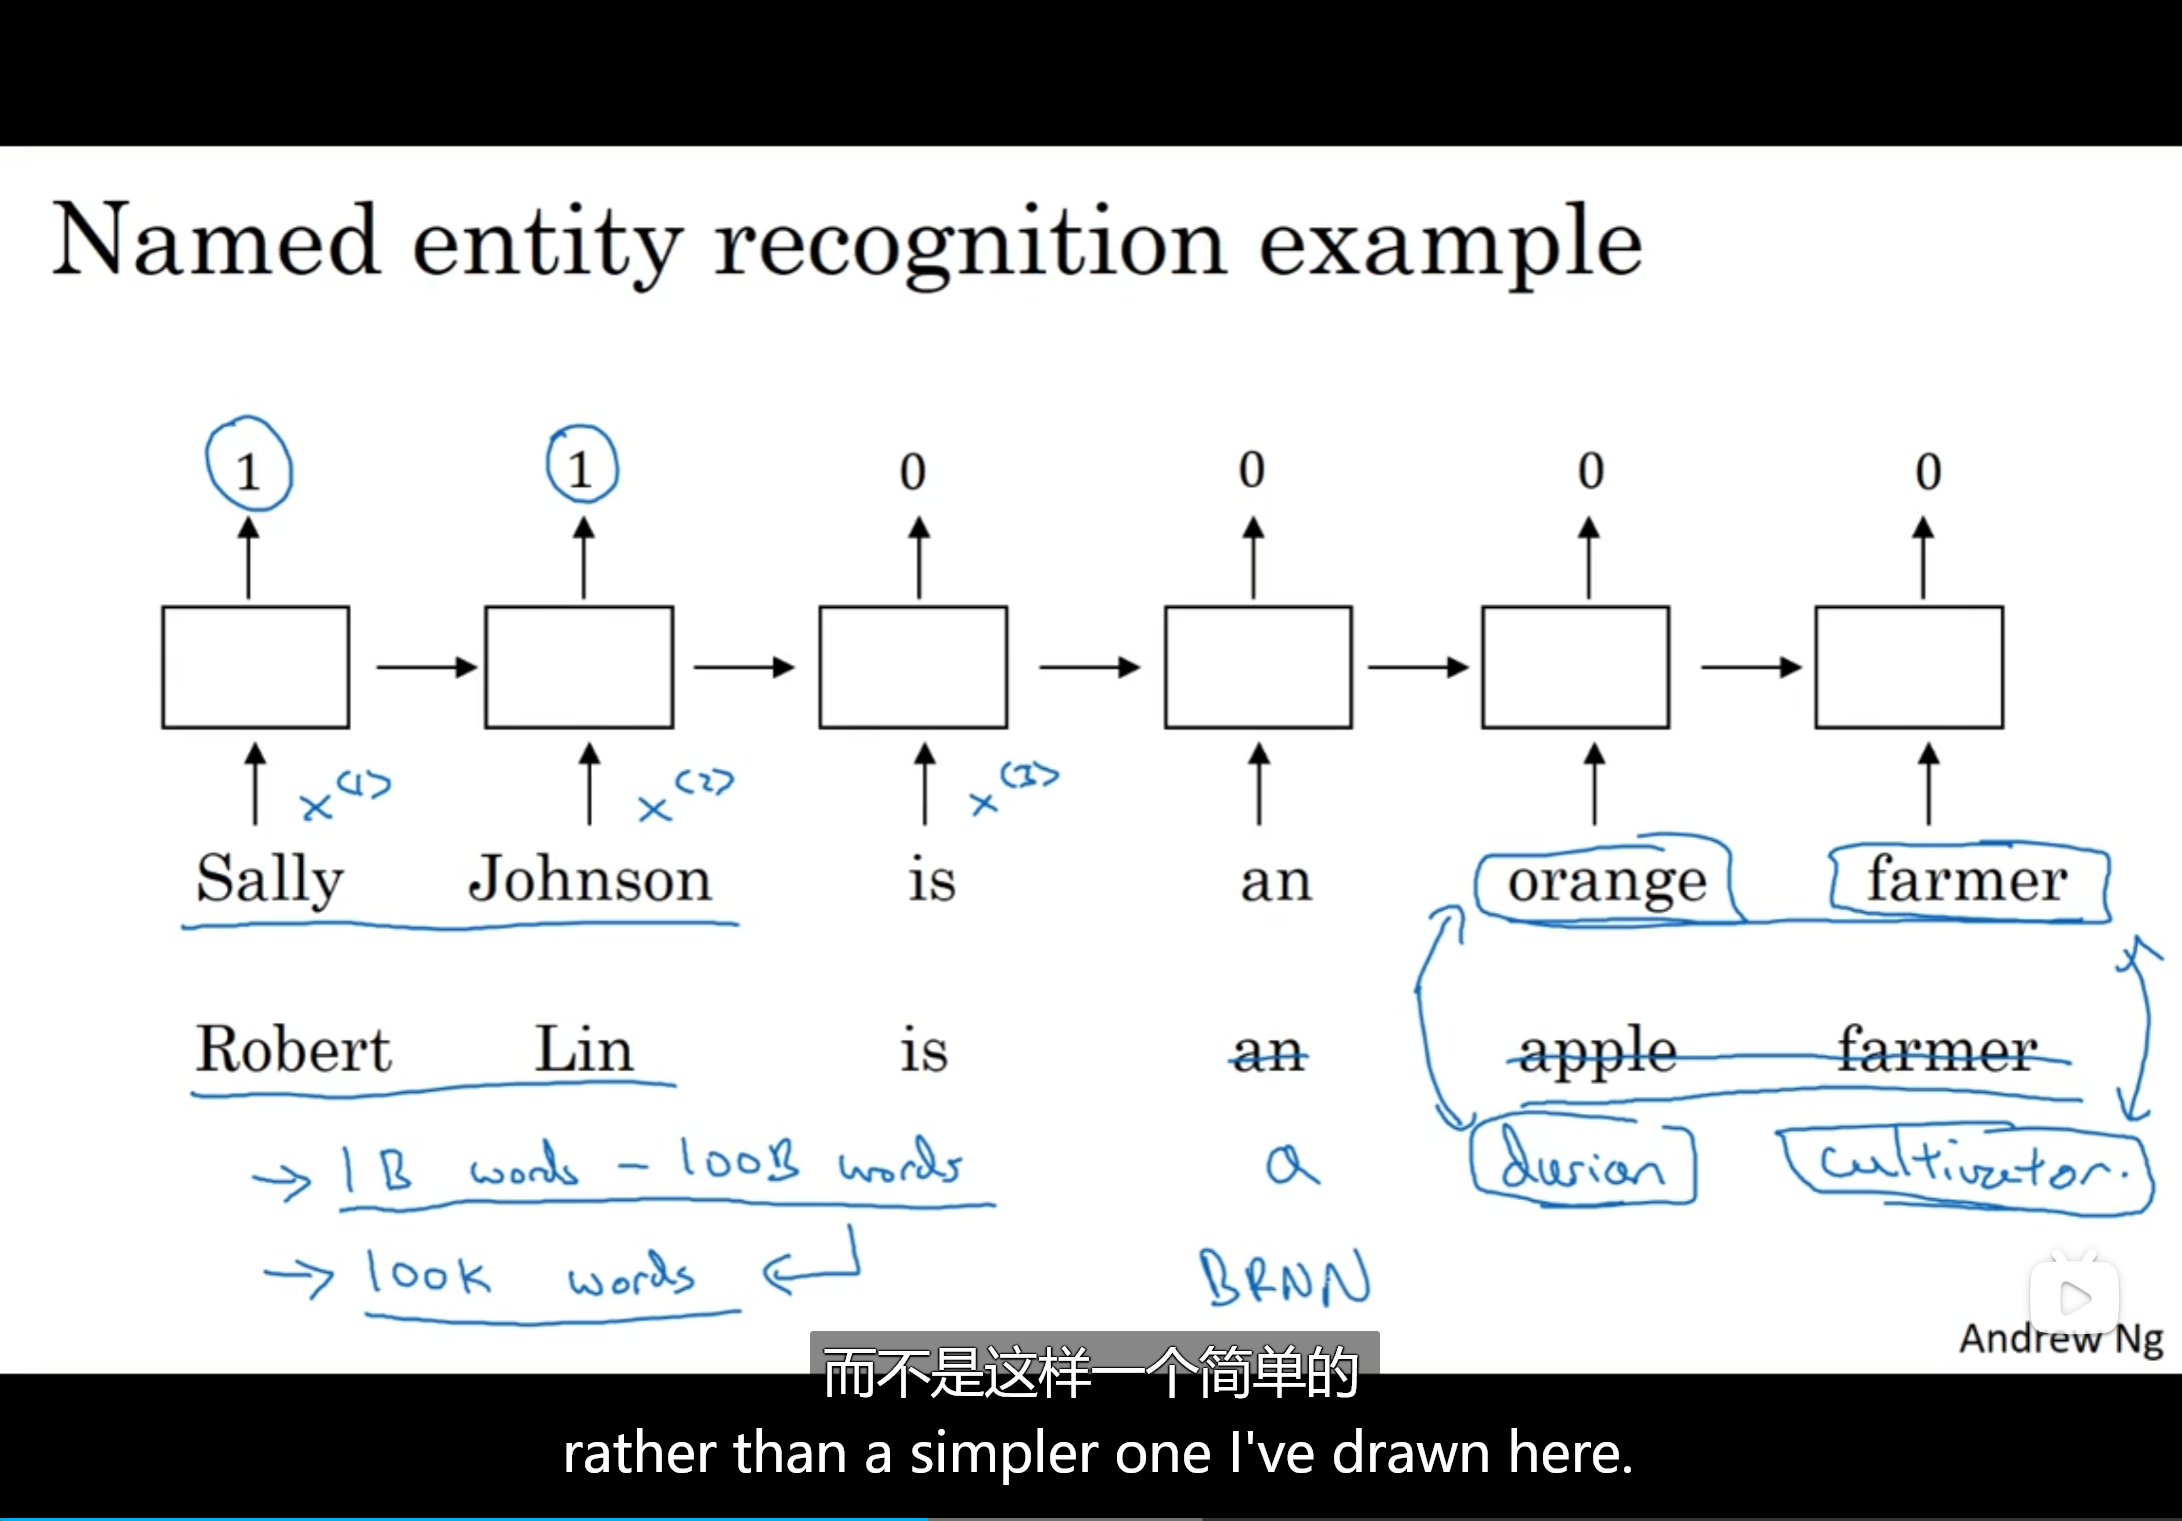 Named entity recognition example
1 1 0 0 0 0
x<1> x<2> x<3>
Sally Johnson is an orange farmer
Robert Lin is an apple farmer
→ 1B words – 100B words a durian cultivator.
→ 100k words BRNN
Andrew Ng
而不是这样一个简单的
rather than a simpler one I've drawn here.